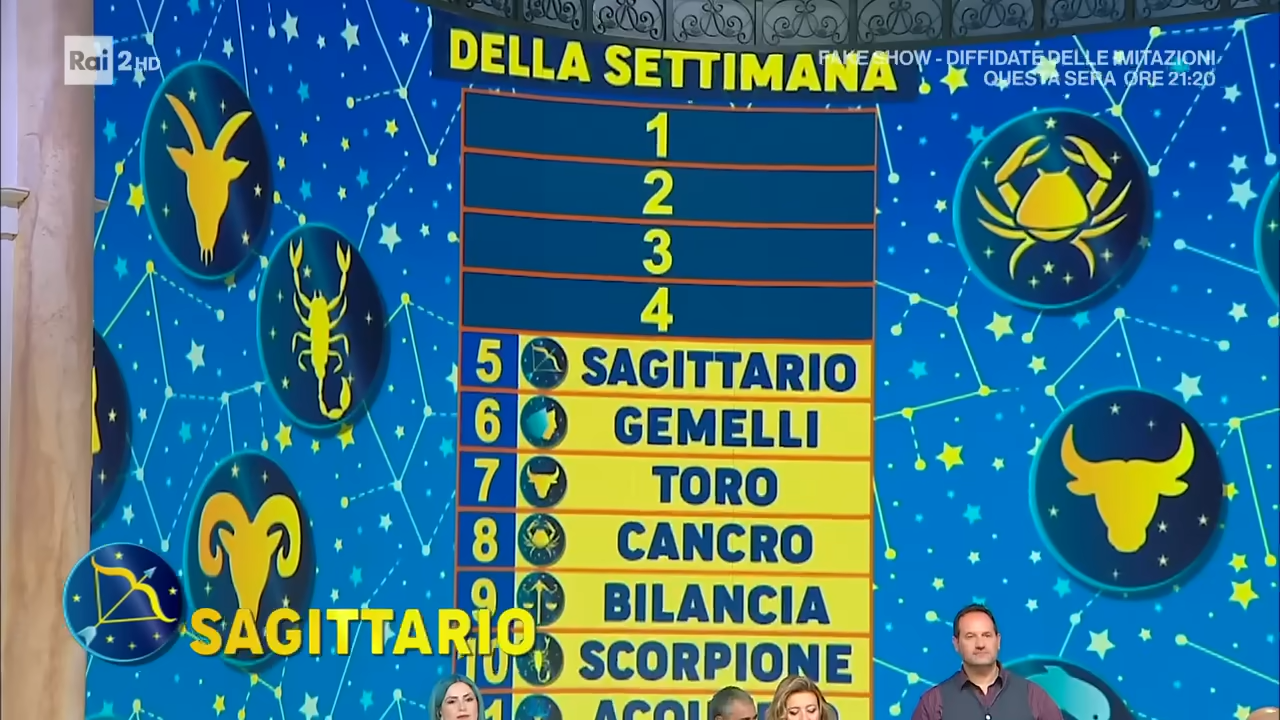 Rai 2 HD
FAKE SHOW - DIFFIDATE DELLE IMITAZIONI
QUESTA SERA ORE 21:20
DELLA SETTIMANA
1
2
3
4
5 SAGITTARIO
6 GEMELLI
7 TORO
8 CANCRO
9 BILANCIA
10 SCORPIONE
SAGITTARIO